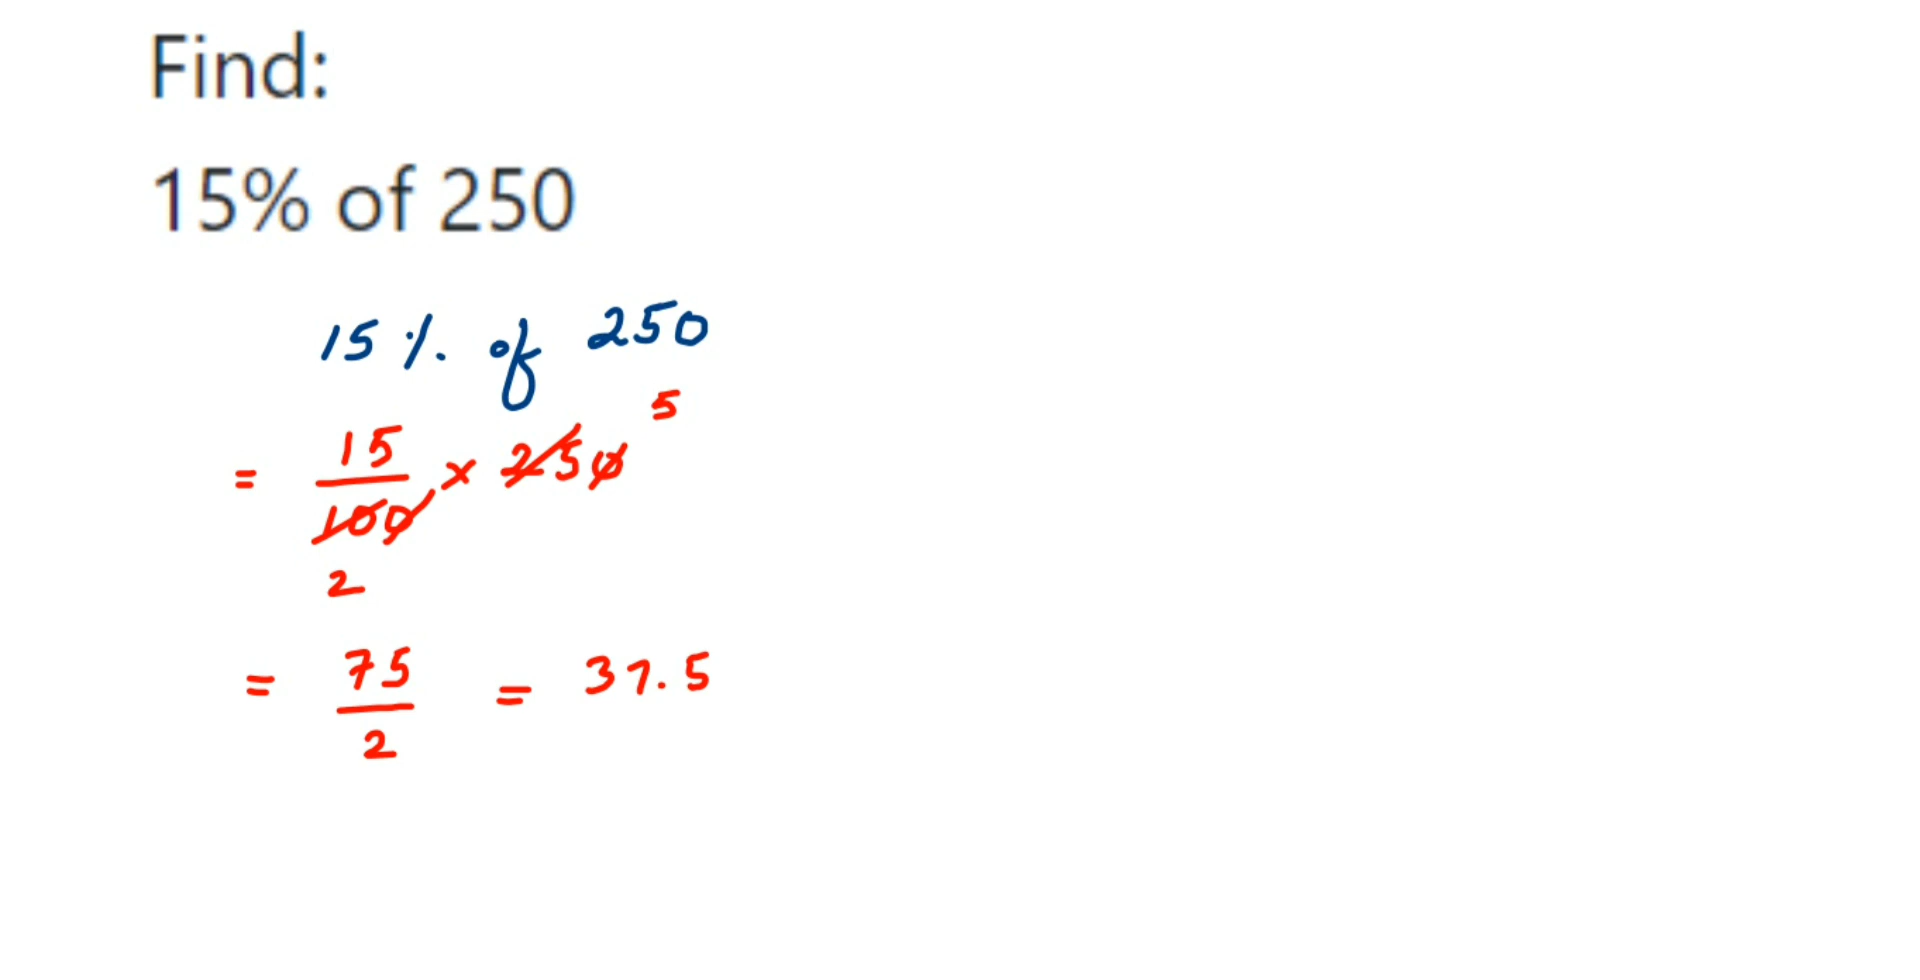 Find:
15% of 250
15 % of 250
5
= 15/100 × 250
2
= 75/2 = 37.5